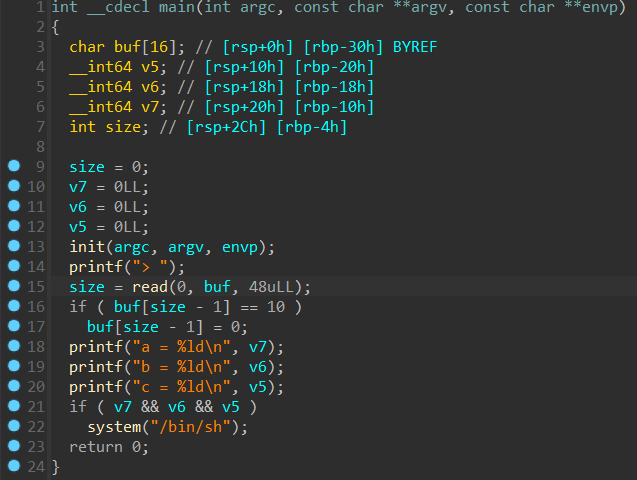 1 int __cdecl main(int argc, const char **argv, const char **envp)
2 {
3 char buf[16]; // [rsp+0h] [rbp-30h] BYREF
4 __int64 v5; // [rsp+10h] [rbp-20h]
5 __int64 v6; // [rsp+18h] [rbp-18h]
6 __int64 v7; // [rsp+20h] [rbp-10h]
7 int size; // [rsp+2Ch] [rbp-4h]
8
9 size = 0;
10 v7 = 0LL;
11 v6 = 0LL;
12 v5 = 0LL;
13 init(argc, argv, envp);
14 printf("> ");
15 size = read(0, buf, 48uLL);
16 if ( buf[size - 1] == 10 )
17 buf[size - 1] = 0;
18 printf("a = %ld\n", v7);
19 printf("b = %ld\n", v6);
20 printf("c = %ld\n", v5);
21 if ( v7 && v6 && v5 )
22 system("/bin/sh");
23 return 0;
24 }